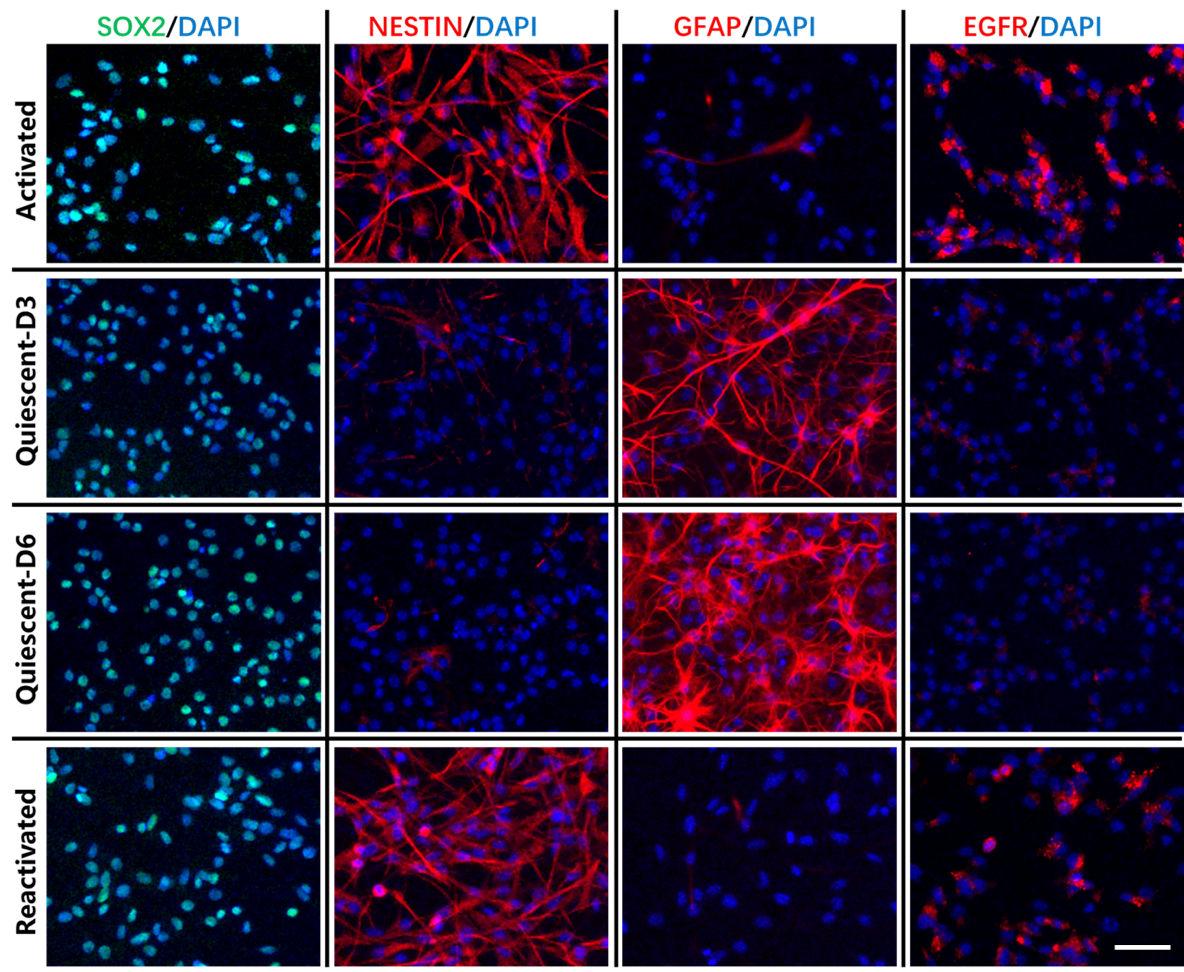 SOX2/DAPI
NESTIN/DAPI
GFAP/DAPI
EGFR/DAPI
Activated
Quiescent-D3
Quiescent-D6
Reactivated